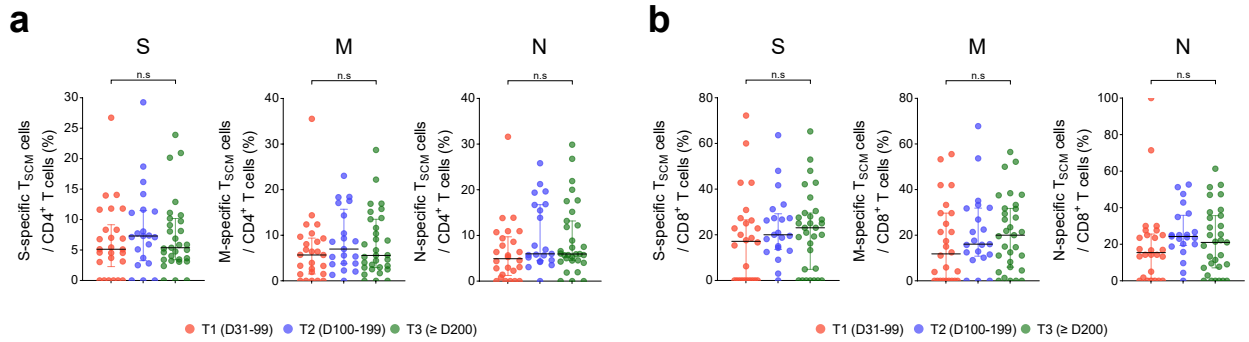 a
S
M
N
n.s
n.s
n.s
S-specific TSCM cells
/ CD4+ T cells (%)
30
25
20
15
10
5
0
M-specific TSCM cells
/ CD4+ T cells (%)
40
30
20
10
0
N-specific TSCM cells
/ CD4+ T cells (%)
40
30
20
10
0
T1 (D31-99) T2 (D100-199) T3 (≥ D200)
b
S
M
N
n.s
n.s
n.s
S-specific TSCM cells
/ CD8+ T cells (%)
80
60
40
20
0
M-specific TSCM cells
/ CD8+ T cells (%)
80
60
40
20
0
N-specific TSCM cells
/ CD8+ T cells (%)
100
80
60
40
20
0
T1 (D31-99) T2 (D100-199) T3 (≥ D200)